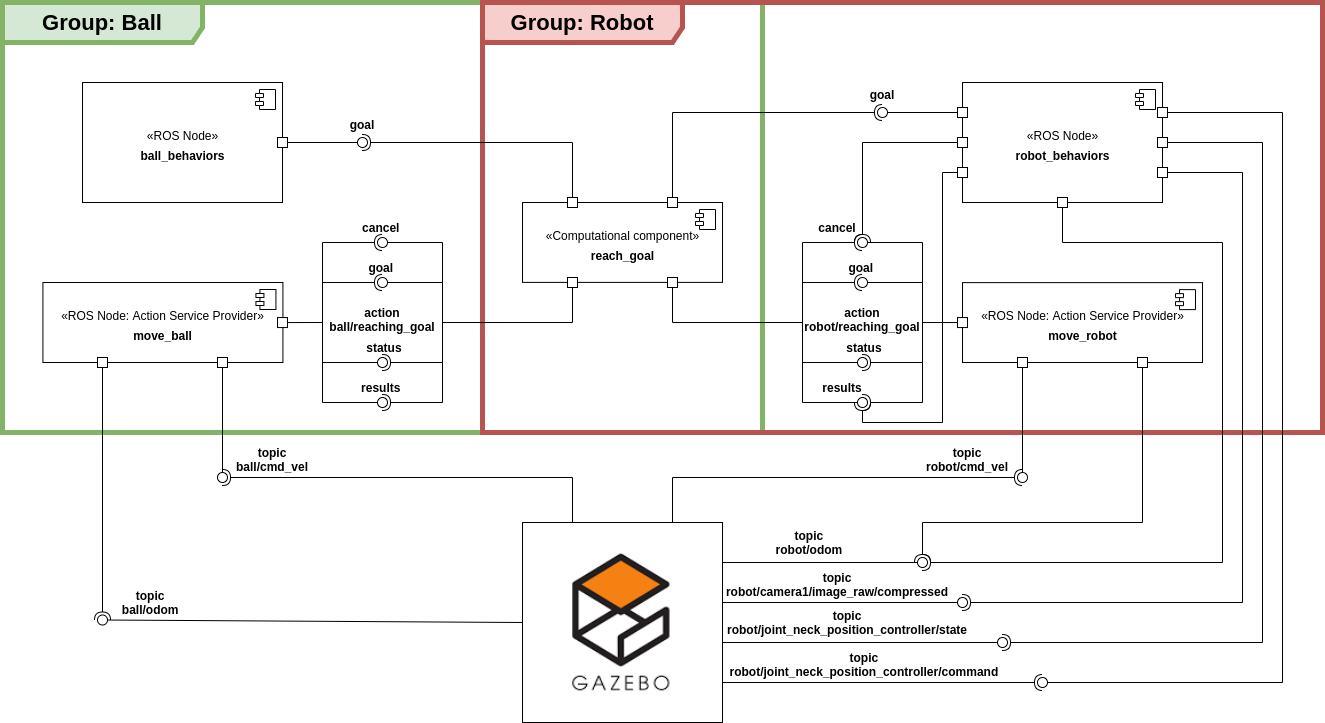 Group: Ball
Group: Robot
«ROS Node»
ball_behaviors
goal
goal
«ROS Node»
robot_behaviors
«Computational component»
reach_goal
cancel
goal
action
ball/reaching_goal
status
results
«ROS Node: Action Service Provider»
move_ball
cancel
goal
action
robot/reaching_goal
status
results
«ROS Node: Action Service Provider»
move_robot
topic
ball/cmd_vel
topic
robot/cmd_vel
topic
ball/odom
topic
robot/odom
topic
robot/camera1/image_raw/compressed
topic
robot/joint_neck_position_controller/state
topic
robot/joint_neck_position_controller/command
GAZEBO